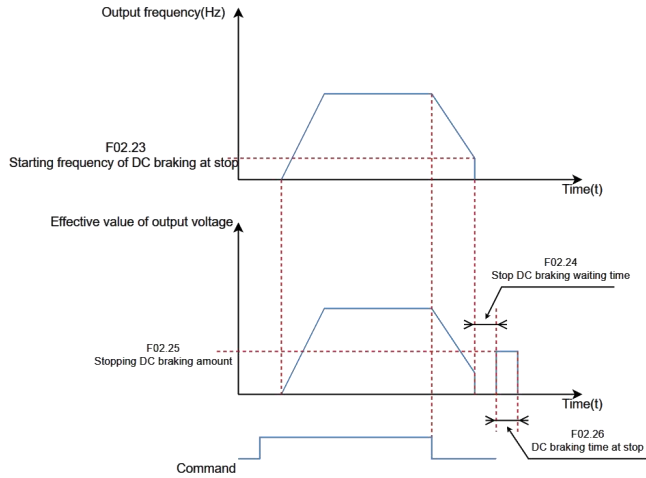 Output frequency(Hz)
F02.23
Starting frequency of DC braking at stop
Time(t)
Effective value of output voltage
F02.24
Stop DC braking waiting time
F02.25
Stopping DC braking amount
Time(t)
F02.26
DC braking time at stop
Command